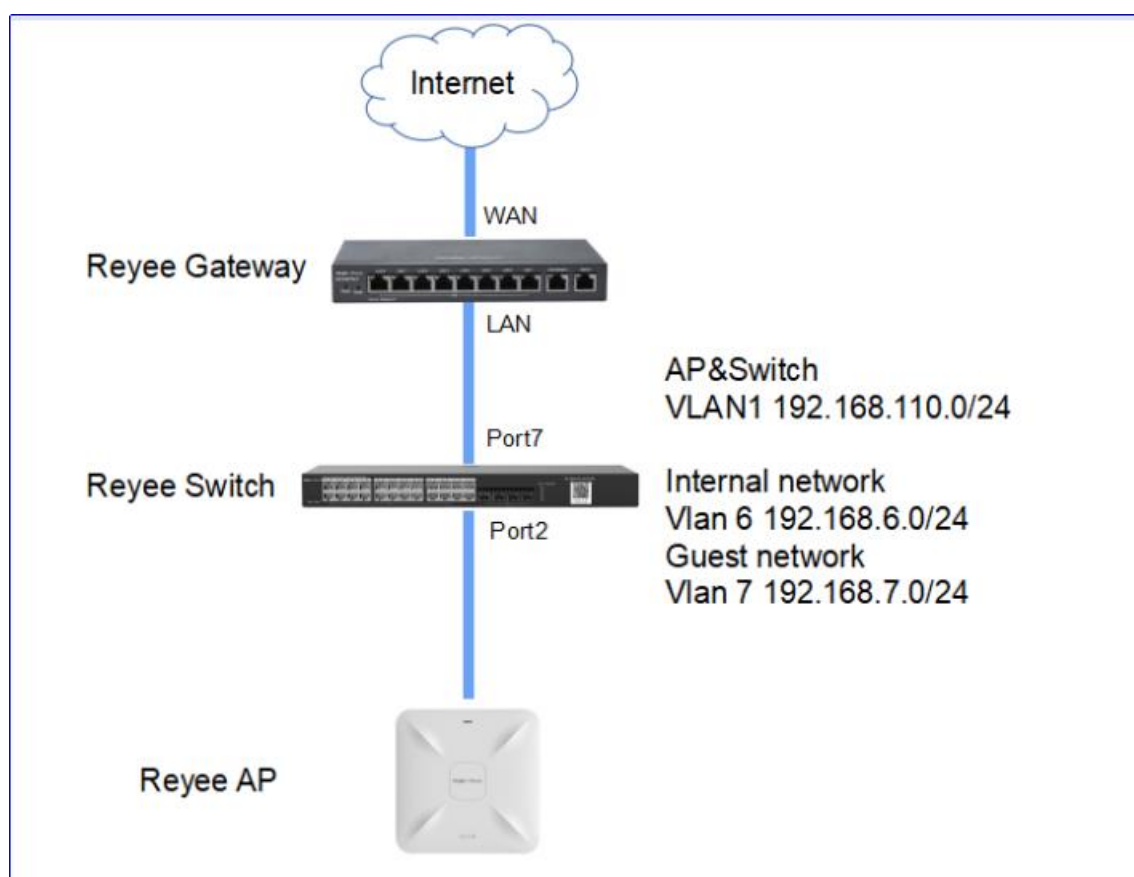 Internet
WAN
Reyee Gateway
LAN
AP&Switch
VLAN1 192.168.110.0/24
Port7
Reyee Switch
Internal network
Vlan 6 192.168.6.0/24
Port2
Guest network
Vlan 7 192.168.7.0/24
Reyee AP